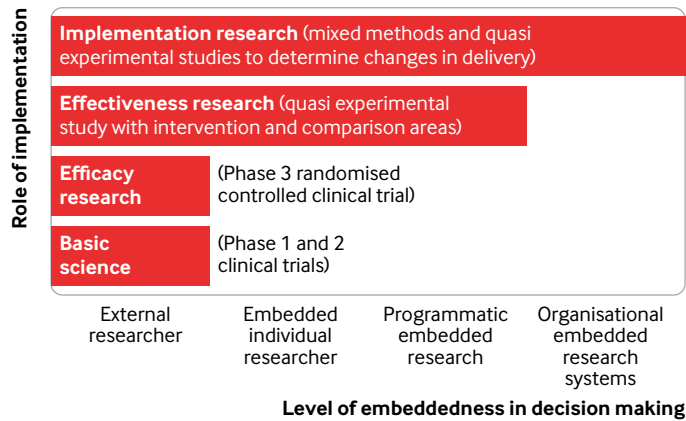 Role of implementation
Implementation research (mixed methods and quasi
experimental studies to determine changes in delivery)
Effectiveness research (quasi experimental
study with intervention and comparison areas)
Efficacy
research
(Phase 3 randomised
controlled clinical trial)
Basic
science
(Phase 1 and 2
clinical trials)
External
researcher
Embedded
individual
researcher
Programmatic
embedded
research
Organisational
embedded
research
systems
Level of embeddedness in decision making